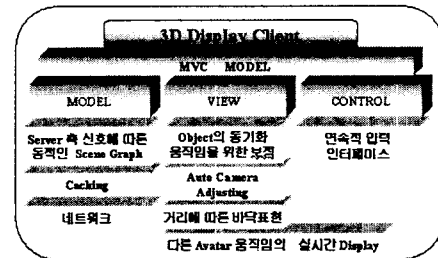 3D Display Client
MVC MODEL
MODEL
VIEW
CONTROL
Server 측 신호에 따른
동적인 Scene Graph
Caching
네트워크
Object의 동기화
움직임을 위한 보정
Auto Camera
Adjusting
거리에 따른 바닥표현
다른 Avatar 움직임의 실시간 Display
연속적 입력
인터페이스